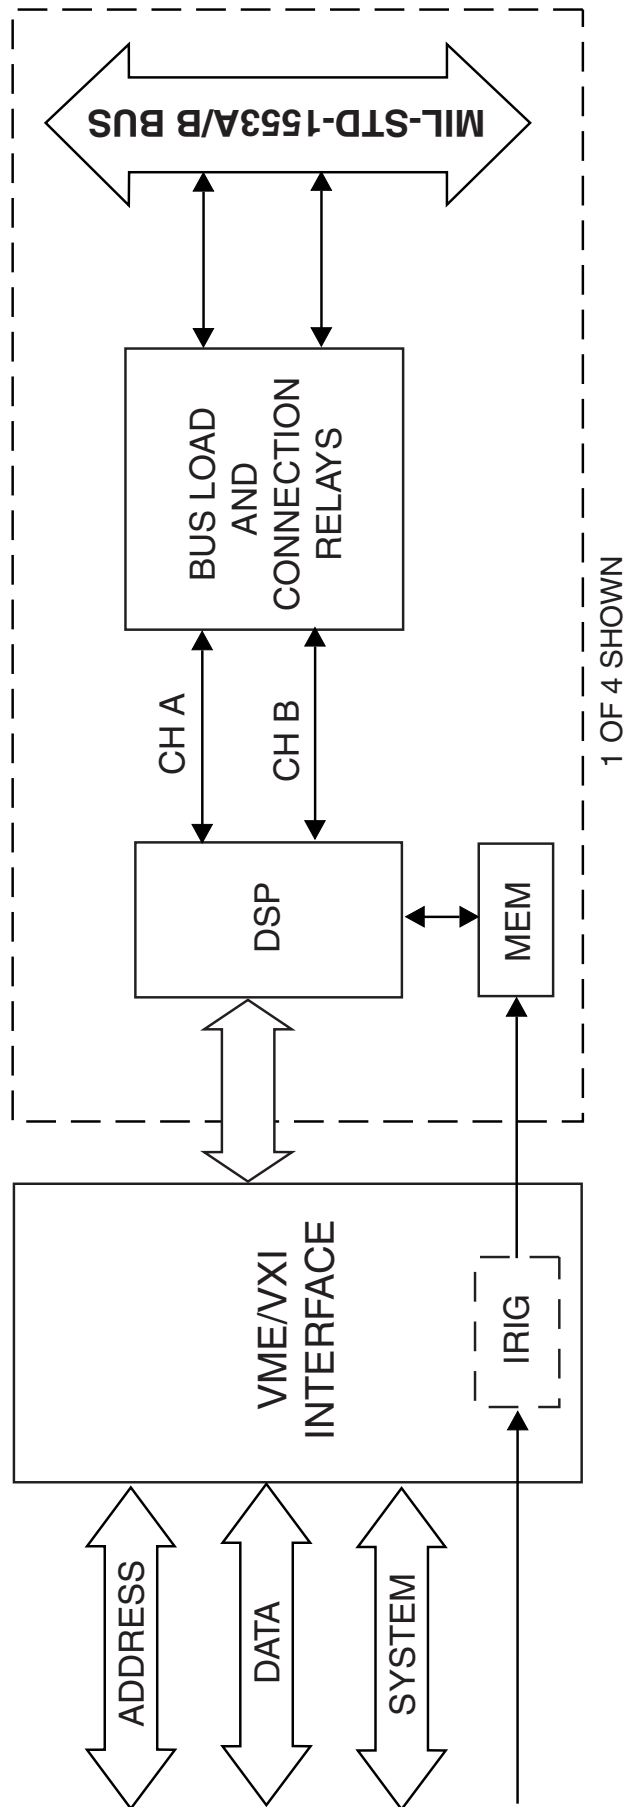 ADDRESS
DATA
SYSTEM
VME/VXI
INTERFACE
IRIG
DSP
MEM
CH A
CH B
BUS LOAD
AND
CONNECTION
RELAYS
MIL-STD-1553A/B BUS
1 OF 4 SHOWN